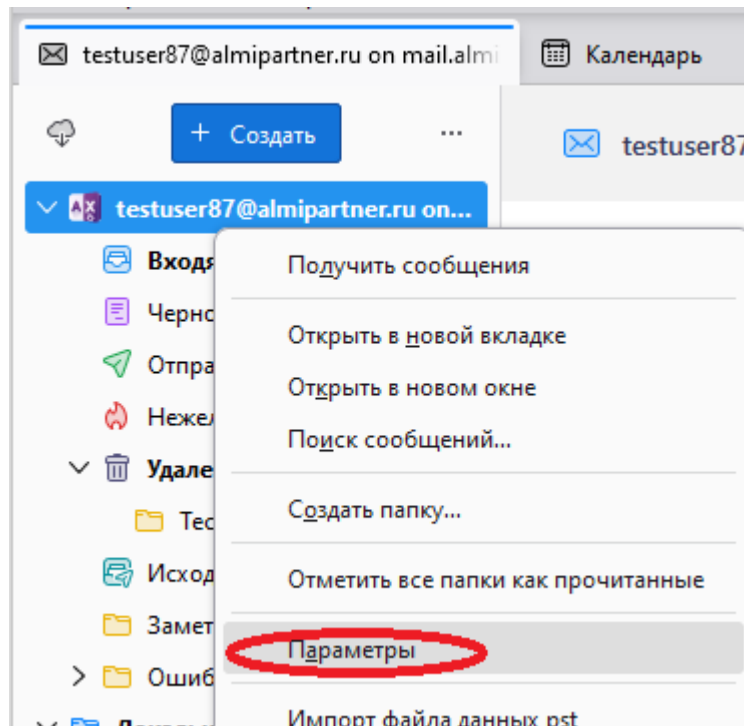 testuser87@almipartner.ru on mail.almi
Календарь
+ Создать
...
testuser87
testuser87@almipartner.ru on...
Получить сообщения
Открыть в новой вкладке
Открыть в новом окне
Поиск сообщений...
Создать папку...
Тес
Отметить все папки как прочитанные
Замет
Параметры
Ошиб
Импорт файла данных pst
Входя
Черно
Отпра
Нежел
Удале
Исход